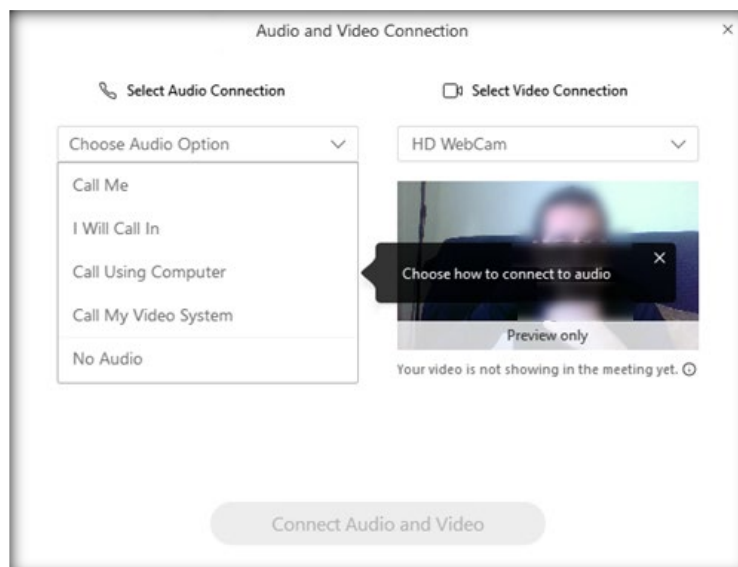 Audio and Video Connection
Select Audio Connection
Select Video Connection
Choose Audio Option
HD WebCam
Call Me
I Will Call In
Call Using Computer
Choose how to connect to audio
Call My Video System
Preview only
No Audio
Your video is not showing in the meeting yet.
Connect Audio and Video